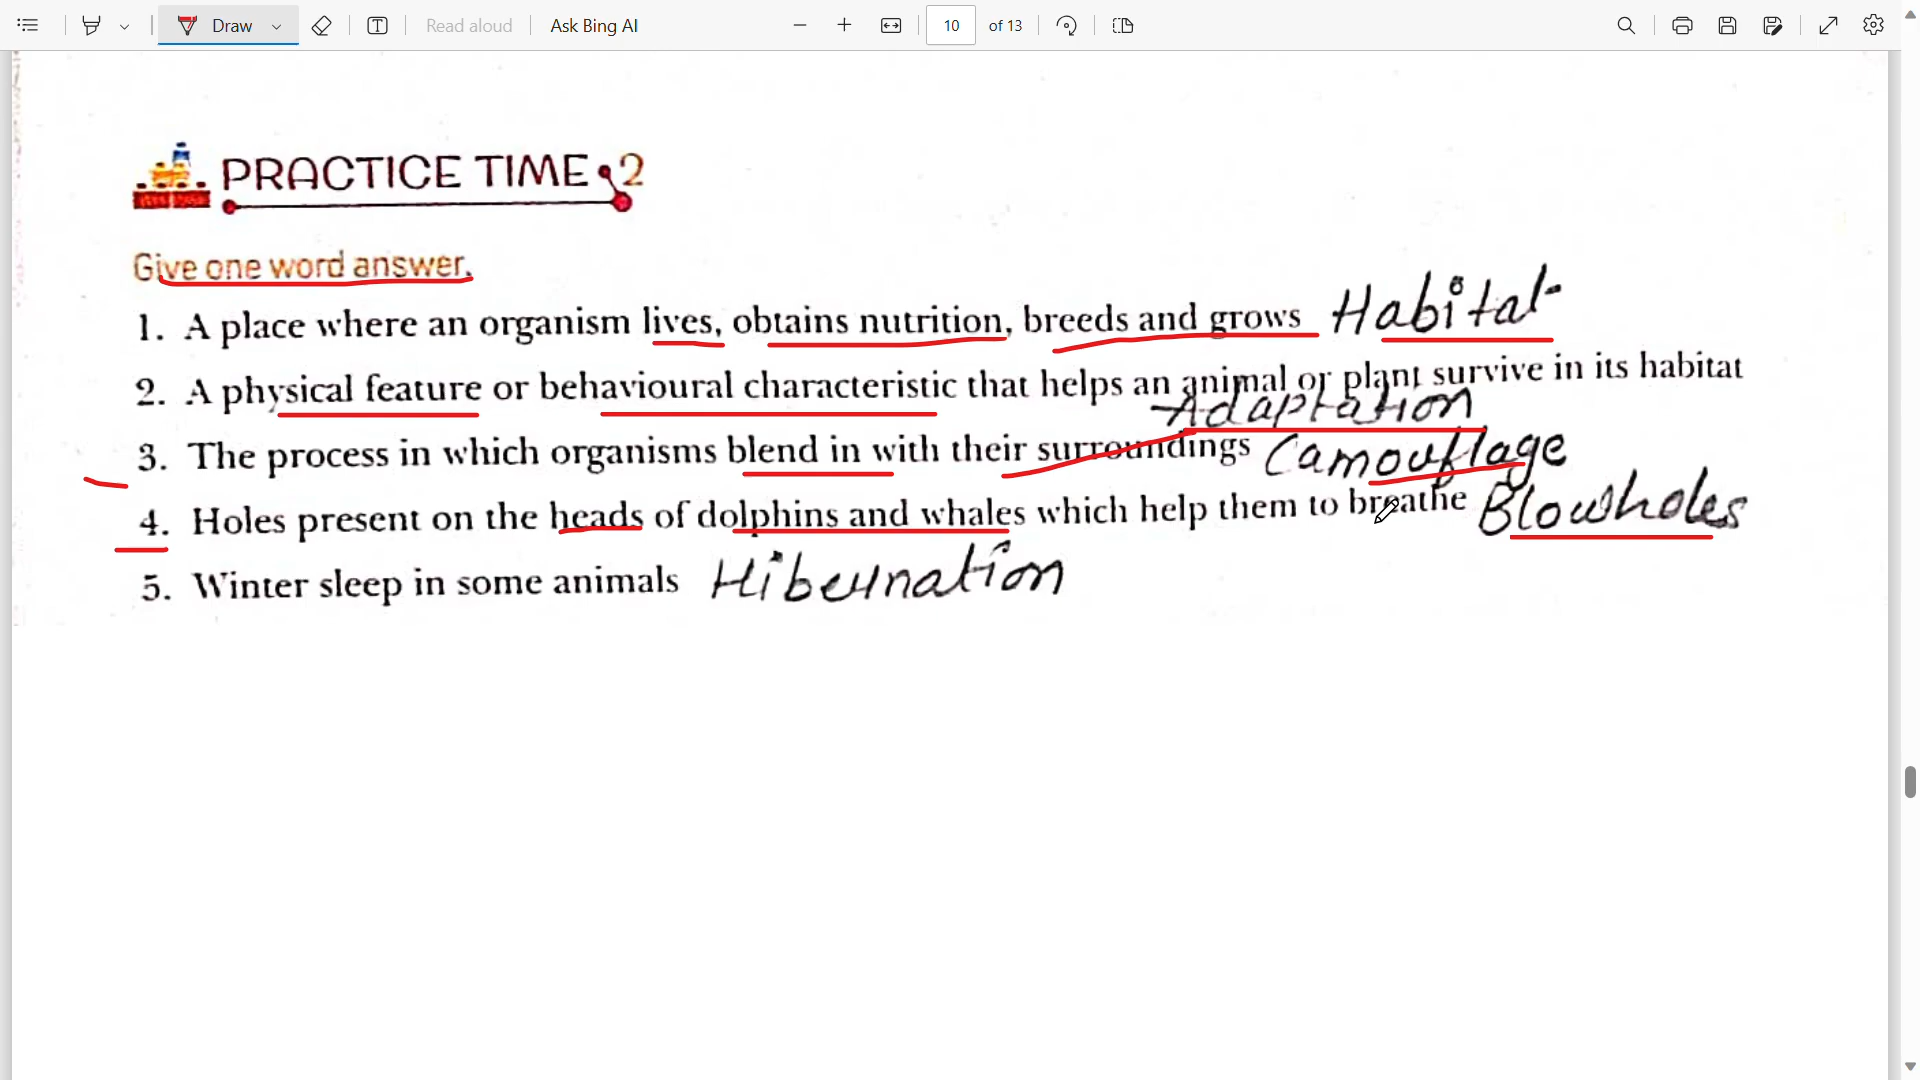 Draw
Read aloud
Ask Bing AI
10 of 13
PRACTICE TIME 2
Give one word answer.
1. A place where an organism lives, obtains nutrition, breeds and grows Habitat
2. A physical feature or behavioural characteristic that helps an animal or plant survive in its habitat
Adaptation
3. The process in which organisms blend in with their surroundings Camouflage
4. Holes present on the heads of dolphins and whales which help them to breathe Blowholes
5. Winter sleep in some animals Hibernation